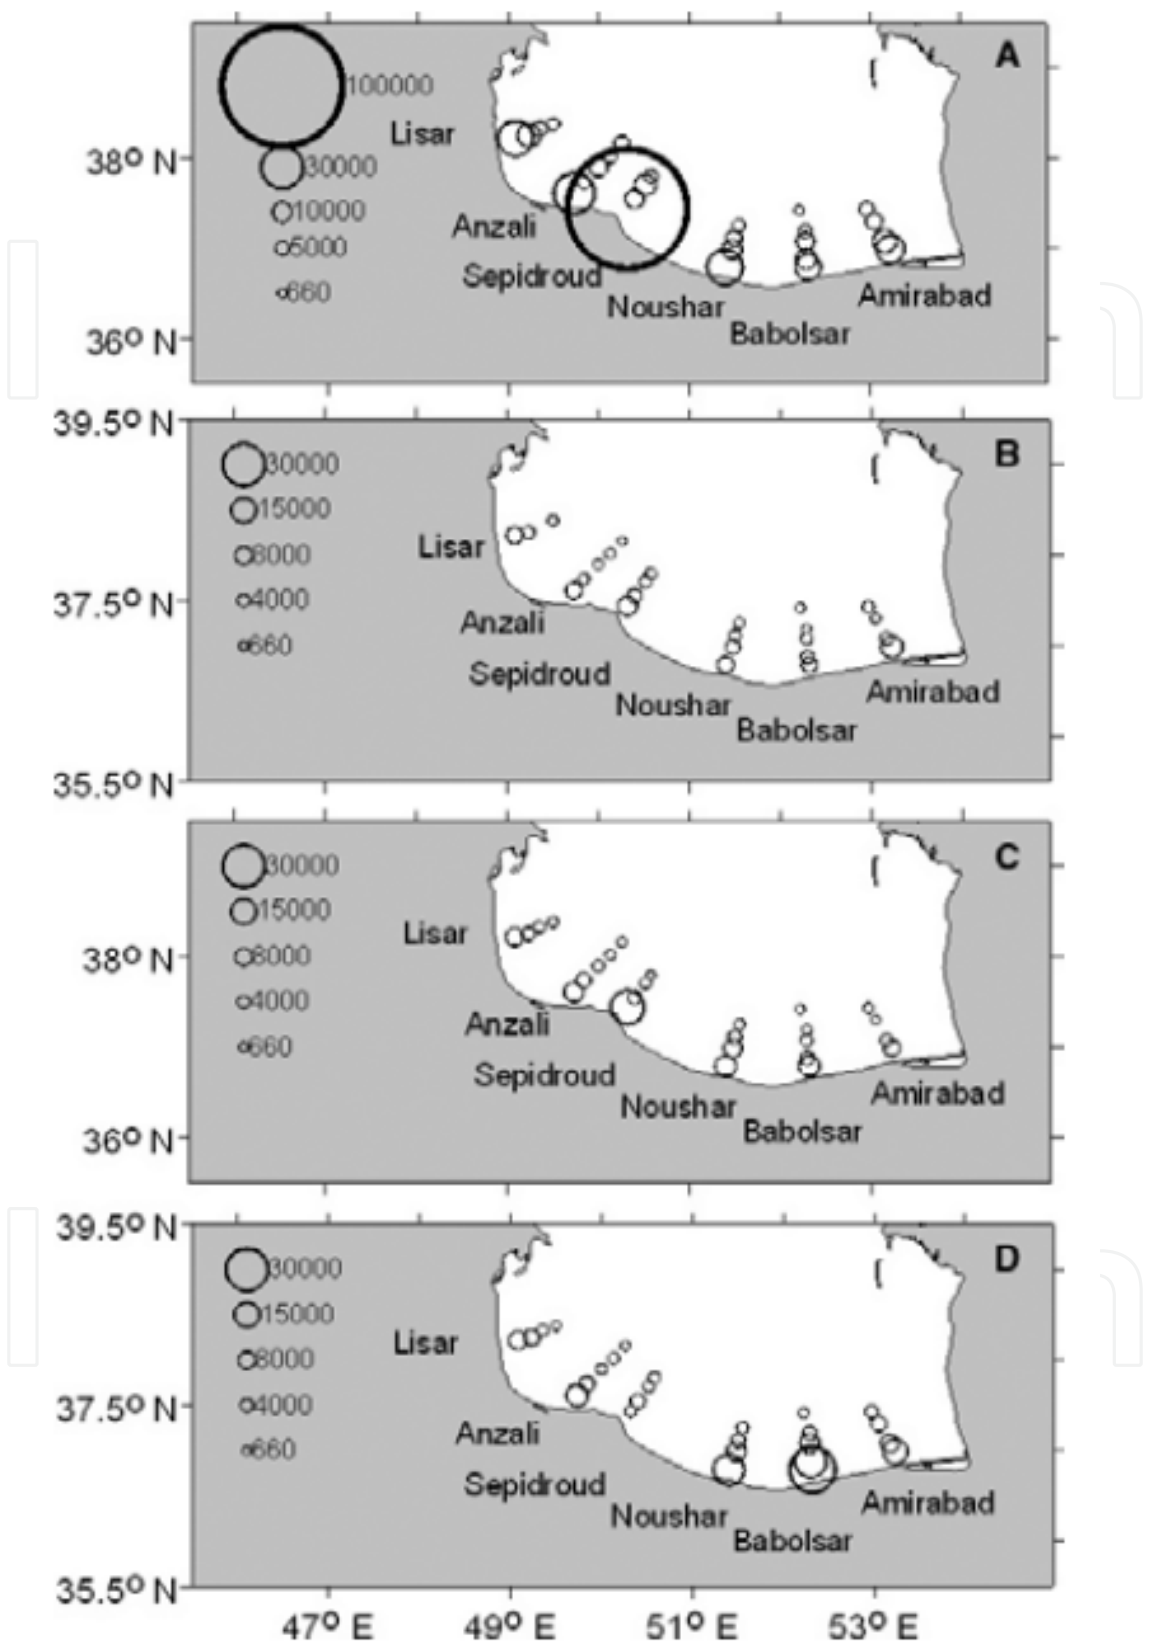 A
100000
Lisar
30000
38° N
10000
Anzali
5000
Sepidroud
660
Noushar
Amirabad
Babolsar
36° N
39.5° N
B
30000
15000
Lisar
8000
4000
37.5° N
Anzali
660
Sepidroud
Amirabad
Noushar
Babolsar
35.5° N
C
30000
15000
Lisar
8000
38° N
4000
Anzali
660
Sepidroud
Amirabad
Noushar
Babolsar
36° N
39.5° N
D
30000
15000
Lisar
8000
4000
37.5° N
Anzali
660
Sepidroud
Amirabad
Noushar
Babolsar
35.5° N
47° E 49° E 51° E 53° E